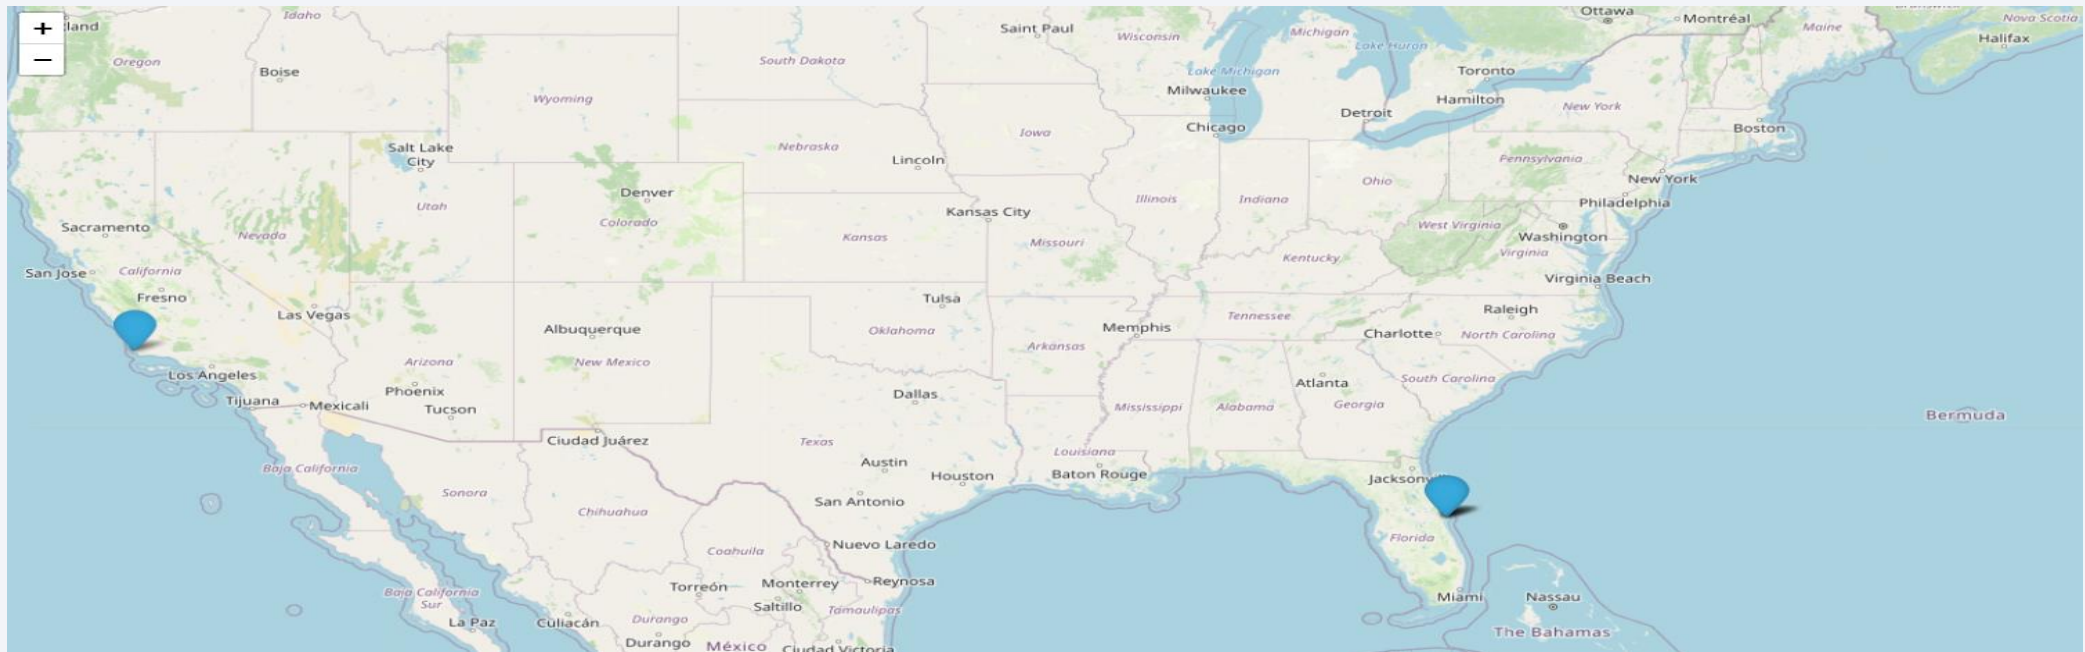 +
−
land
Idaho
Saint Paul
Wisconsin
Michigan
Lake Huron
Ottawa
Montréal
Maine
Nova Scotia
Halifax
Oregon
Boise
South Dakota
Lake Michigan
Toronto
Wyoming
Milwaukee
Hamilton
New York
Detroit
Chicago
Boston
Iowa
Salt Lake
City
Nebraska
Lincoln
Pennsylvania
New York
Denver
Ohio
Utah
Colorado
Kansas City
Illinois
Indiana
Philadelphia
Sacramento
Nevada
Kansas
Missouri
West Virginia
Washington
Virginia
San Jose
California
Kentucky
Virginia Beach
Fresno
Las Vegas
Tulsa
Raleigh
Albuquerque
Oklahoma
Memphis
Tennessee
Charlotte
North Carolina
Arkansas
Arizona
New Mexico
Los Angeles
Phoenix
Dallas
Atlanta
South Carolina
Tijuana
Mexicali
Tucson
Mississippi
Alabama
Georgia
Bermuda
Ciudad Juárez
Texas
Louisiana
Baja California
Austin
Houston
Baton Rouge
Jacksonv
Sonora
San Antonio
Chihuahua
Florida
Nuevo Laredo
Coahuila
Torreón
Monterrey
Reynosa
Baja California
Sur
Saltillo
Tamaulipas
Miami
Nassau
La Paz
Culiacán
Durango
The Bahamas
Durango
México
Ciudad Victoria